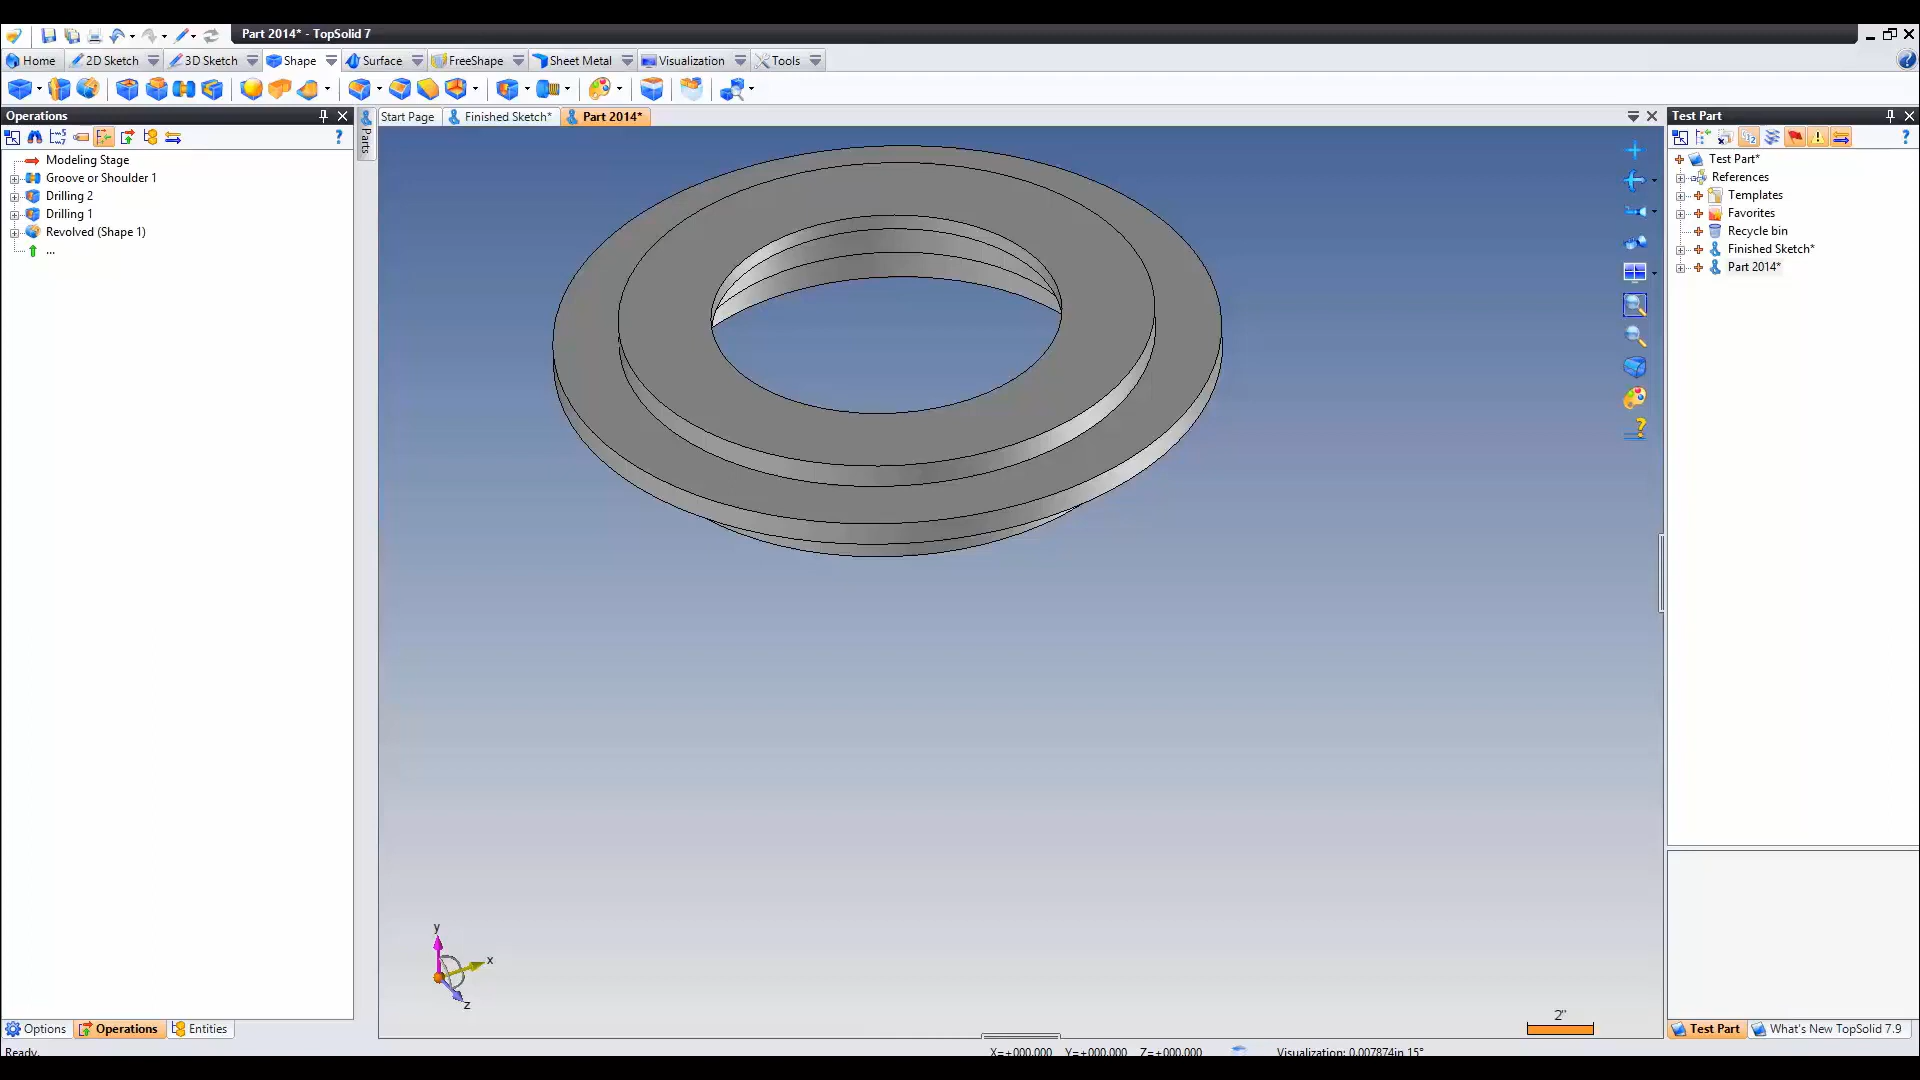 Part 2014* - TopSolid 7
Home 2D Sketch 3D Sketch Shape Surface FreeShape Sheet Metal Visualization Tools
Operations
Start Page Finished Sketch* Part 2014*
Test Part
Parts
Modeling Stage
Groove or Shoulder 1
Drilling 2
Drilling 1
Revolved (Shape 1)
...
Test Part*
References
Templates
Favorites
Recycle bin
Finished Sketch*
Part 2014*
y
x
z
2"
Options Operations Entities
Test Part What's New TopSolid 7.9
Ready.
X=+000.000 Y=+000.000 Z=+000.000 Visualization: 0.007874in 15°